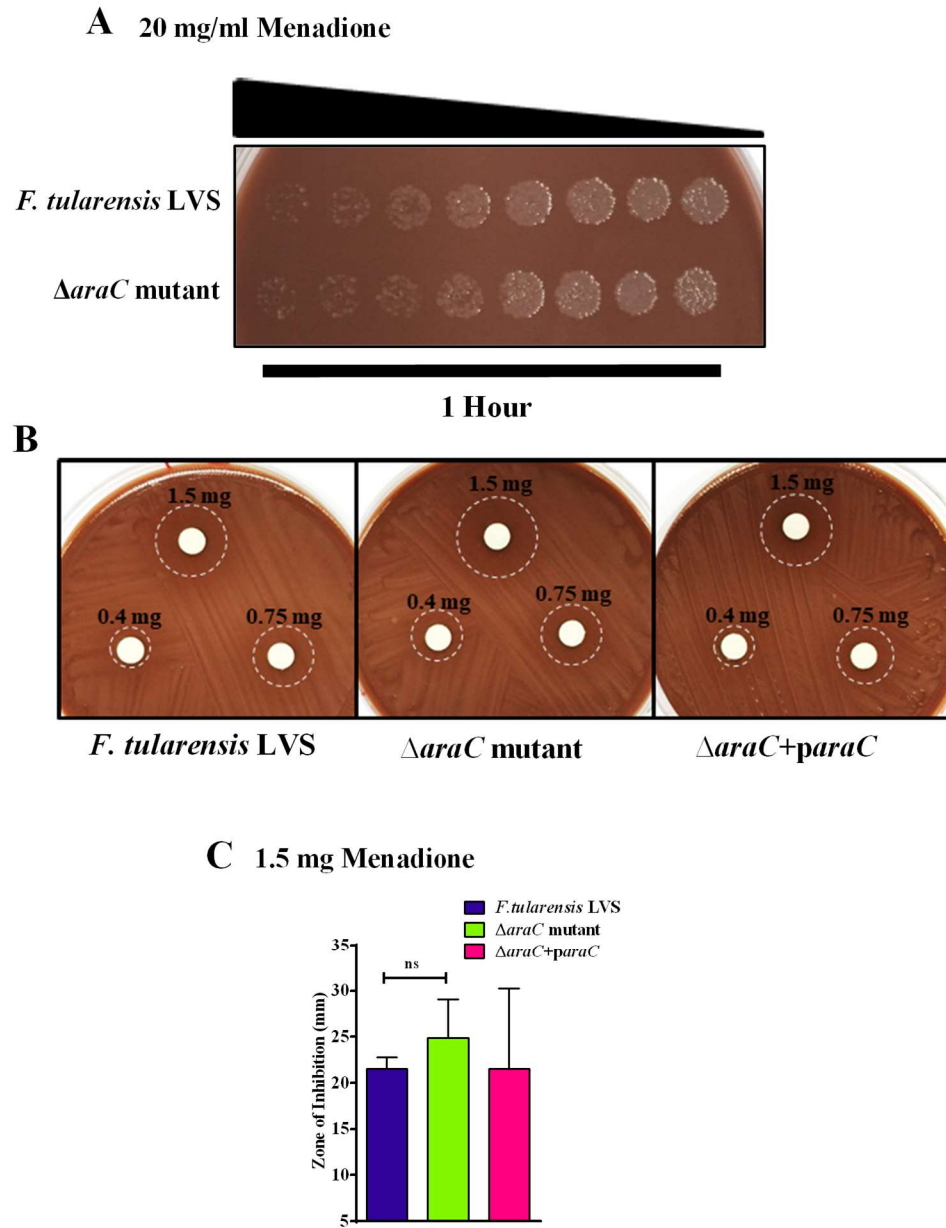 A 20 mg/ml Menadione
F. tularensis LVS
ΔaraC mutant
1 Hour
B
1.5 mg
0.4 mg
0.75 mg
1.5 mg
0.4 mg
0.75 mg
1.5 mg
0.4 mg
0.75 mg
F. tularensis LVS
ΔaraC mutant
ΔaraC+paraC
C 1.5 mg Menadione
F.tularensis LVS
ΔaraC mutant
ΔaraC+paraC
ns
Zone of Inhibition (mm)
35
30
25
20
15
10
5